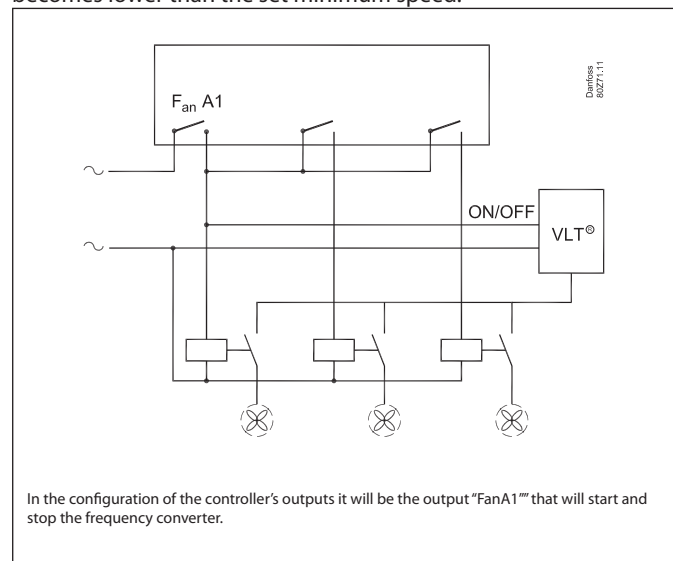 becomes lower than the set minimum speed.
Fan A1
Danfoss
80Z71.11
ON/OFF
VLT®
In the configuration of the controller's outputs it will be the output "FanA1"" that will start and
stop the frequency converter.